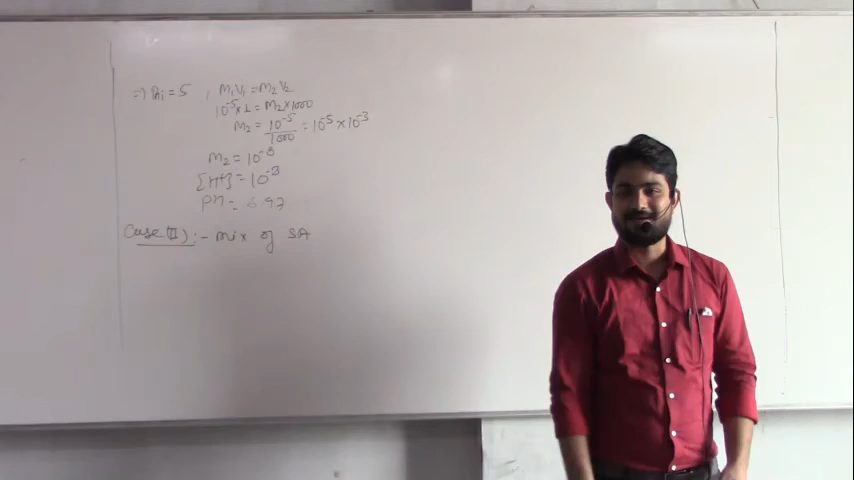 ⇒ pHi = 5 , M₁V₁ = M₂V₂
10⁻⁵ × 1 = M₂ × 1000
M₂ = 10⁻⁵/1000 = 10⁻⁵ × 10⁻³
M₂ = 10⁻⁸
[H⁺] = 10⁻⁸
PH = 6.97
Case (II) :- mix of SA